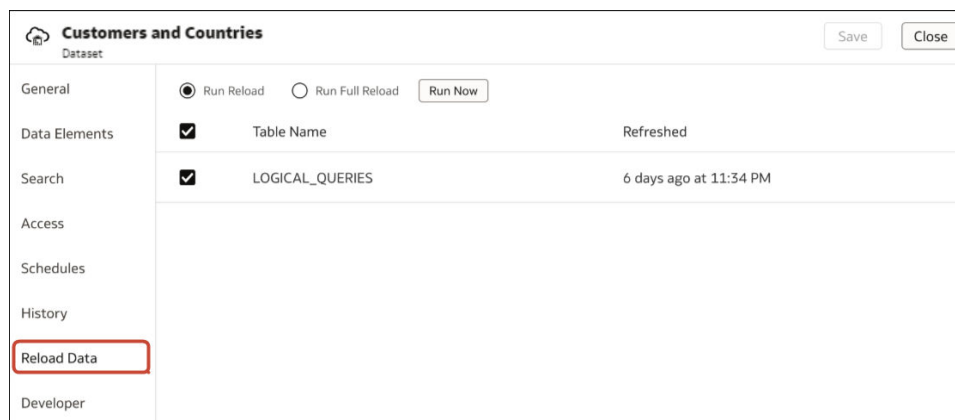 Customers and Countries
Dataset
Save
Close
General
Data Elements
Search
Access
Schedules
History
Reload Data
Developer
Run Reload
Run Full Reload
Run Now
Table Name
Refreshed
LOGICAL_QUERIES
6 days ago at 11:34 PM